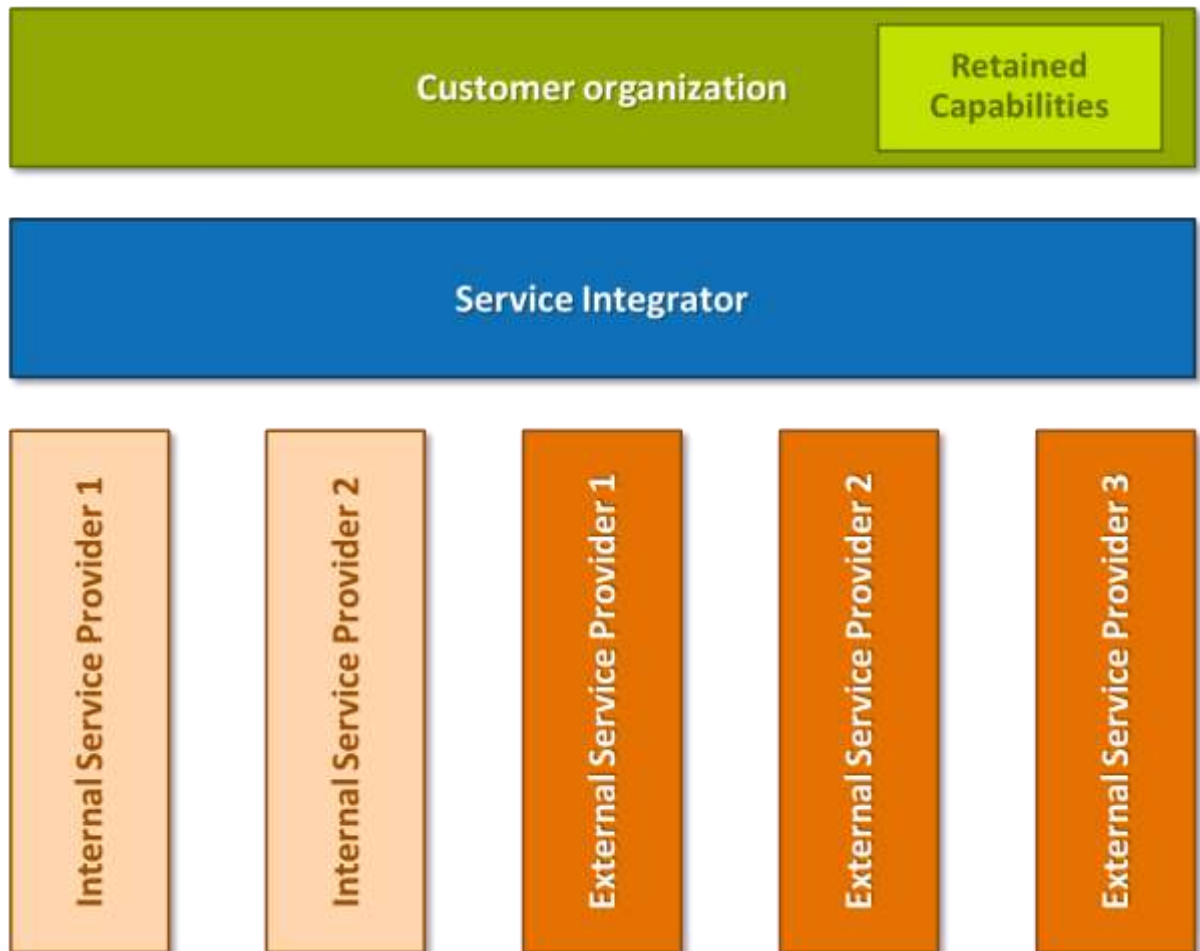 Customer organization
Retained
Capabilities
Service Integrator
Internal Service Provider 1
Internal Service Provider 2
External Service Provider 1
External Service Provider 2
External Service Provider 3